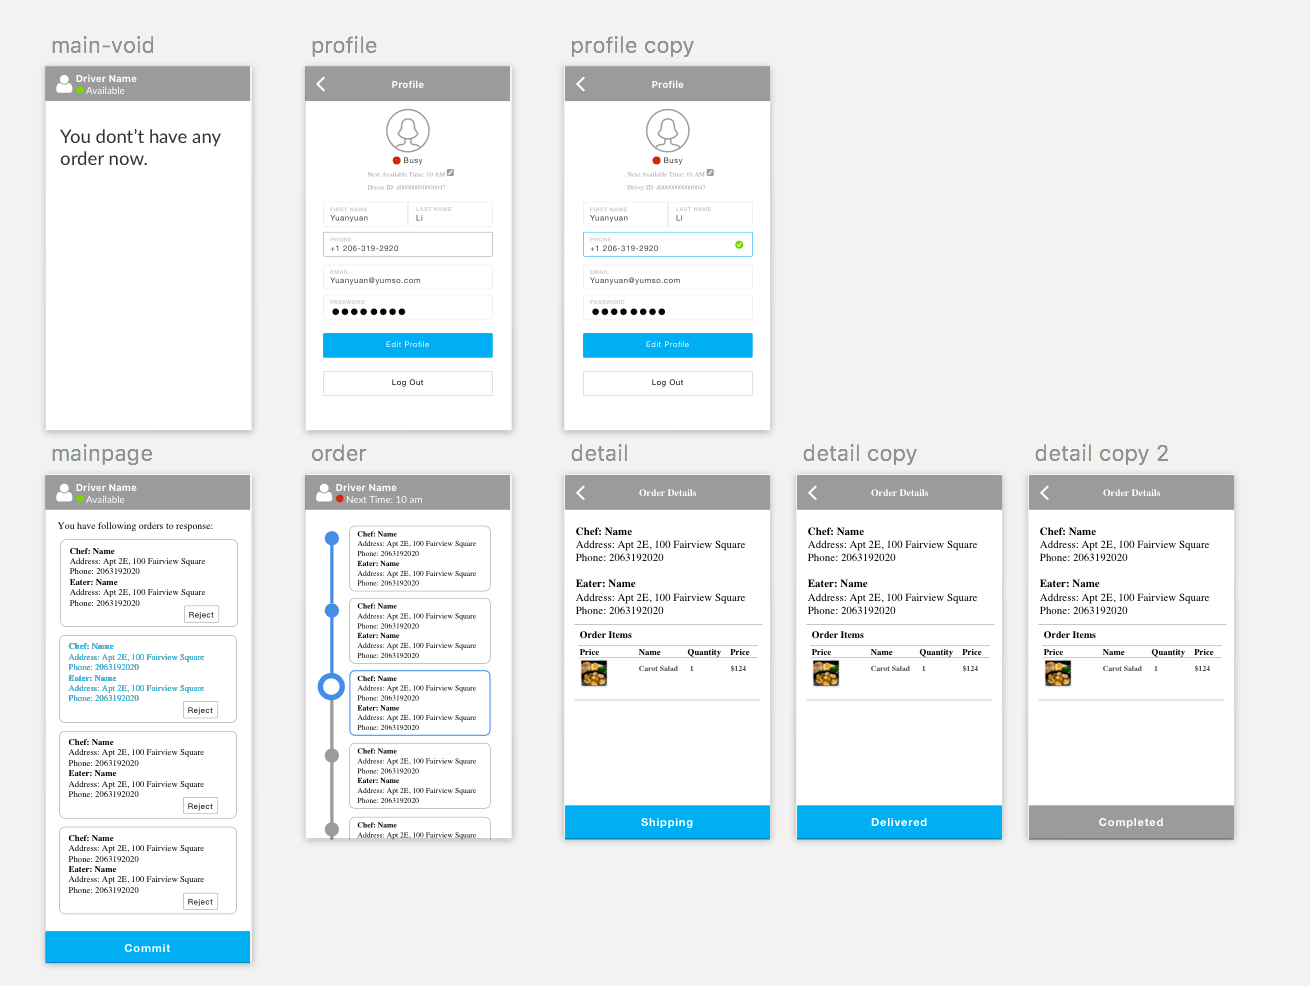 main-void
Driver Name
Available
You dont't have any
order now.
profile
Profile
Busy
Next Available Time: 10 AM
Driver ID: d00000000000047
FIRST NAME
Yuanyuan
LAST NAME
Li
PHONE
+1 206-319-2920
EMAIL
Yuanyuan@yumso.com
PASSWORD
Edit Profile
Log Out
profile copy
Profile
Busy
Next Available Time: 10 AM
Driver ID: d00000000000047
FIRST NAME
Yuanyuan
LAST NAME
Li
PHONE
+1 206-319-2920
EMAIL
Yuanyuan@yumso.com
PASSWORD
Edit Profile
Log Out
mainpage
Driver Name
Available
You have following orders to response:
Chef: Name
Address: Apt 2E, 100 Fairview Square
Phone: 2063192020
Eater: Name
Address: Apt 2E, 100 Fairview Square
Phone: 2063192020
Reject
Chef: Name
Address: Apt 2E, 100 Fairview Square
Phone: 2063192020
Eater: Name
Address: Apt 2E, 100 Fairview Square
Phone: 2063192020
Reject
Chef: Name
Address: Apt 2E, 100 Fairview Square
Phone: 2063192020
Eater: Name
Address: Apt 2E, 100 Fairview Square
Phone: 2063192020
Reject
Chef: Name
Address: Apt 2E, 100 Fairview Square
Phone: 2063192020
Eater: Name
Address: Apt 2E, 100 Fairview Square
Phone: 2063192020
Reject
Commit
order
Driver Name
Next Time: 10 am
Chef: Name
Address: Apt 2E, 100 Fairview Square
Phone: 2063192020
Eater: Name
Address: Apt 2E, 100 Fairview Square
Phone: 2063192020
Chef: Name
Address: Apt 2E, 100 Fairview Square
Phone: 2063192020
Eater: Name
Address: Apt 2E, 100 Fairview Square
Phone: 2063192020
Chef: Name
Address: Apt 2E, 100 Fairview Square
Phone: 2063192020
Eater: Name
Address: Apt 2E, 100 Fairview Square
Phone: 2063192020
Chef: Name
Address: Apt 2E, 100 Fairview Square
Phone: 2063192020
Eater: Name
Address: Apt 2E, 100 Fairview Square
Phone: 2063192020
Chef: Name
Address: Apt 2E, 100 Fairview Square
detail
Order Details
Chef: Name
Address: Apt 2E, 100 Fairview Square
Phone: 2063192020
Eater: Name
Address: Apt 2E, 100 Fairview Square
Phone: 2063192020
Order Items
Price Name Quantity Price
Carot Salad 1 $124
Shipping
detail copy
Order Details
Chef: Name
Address: Apt 2E, 100 Fairview Square
Phone: 2063192020
Eater: Name
Address: Apt 2E, 100 Fairview Square
Phone: 2063192020
Order Items
Price Name Quantity Price
Carot Salad 1 $124
Delivered
detail copy 2
Order Details
Chef: Name
Address: Apt 2E, 100 Fairview Square
Phone: 2063192020
Eater: Name
Address: Apt 2E, 100 Fairview Square
Phone: 2063192020
Order Items
Price Name Quantity Price
Carot Salad 1 $124
Completed